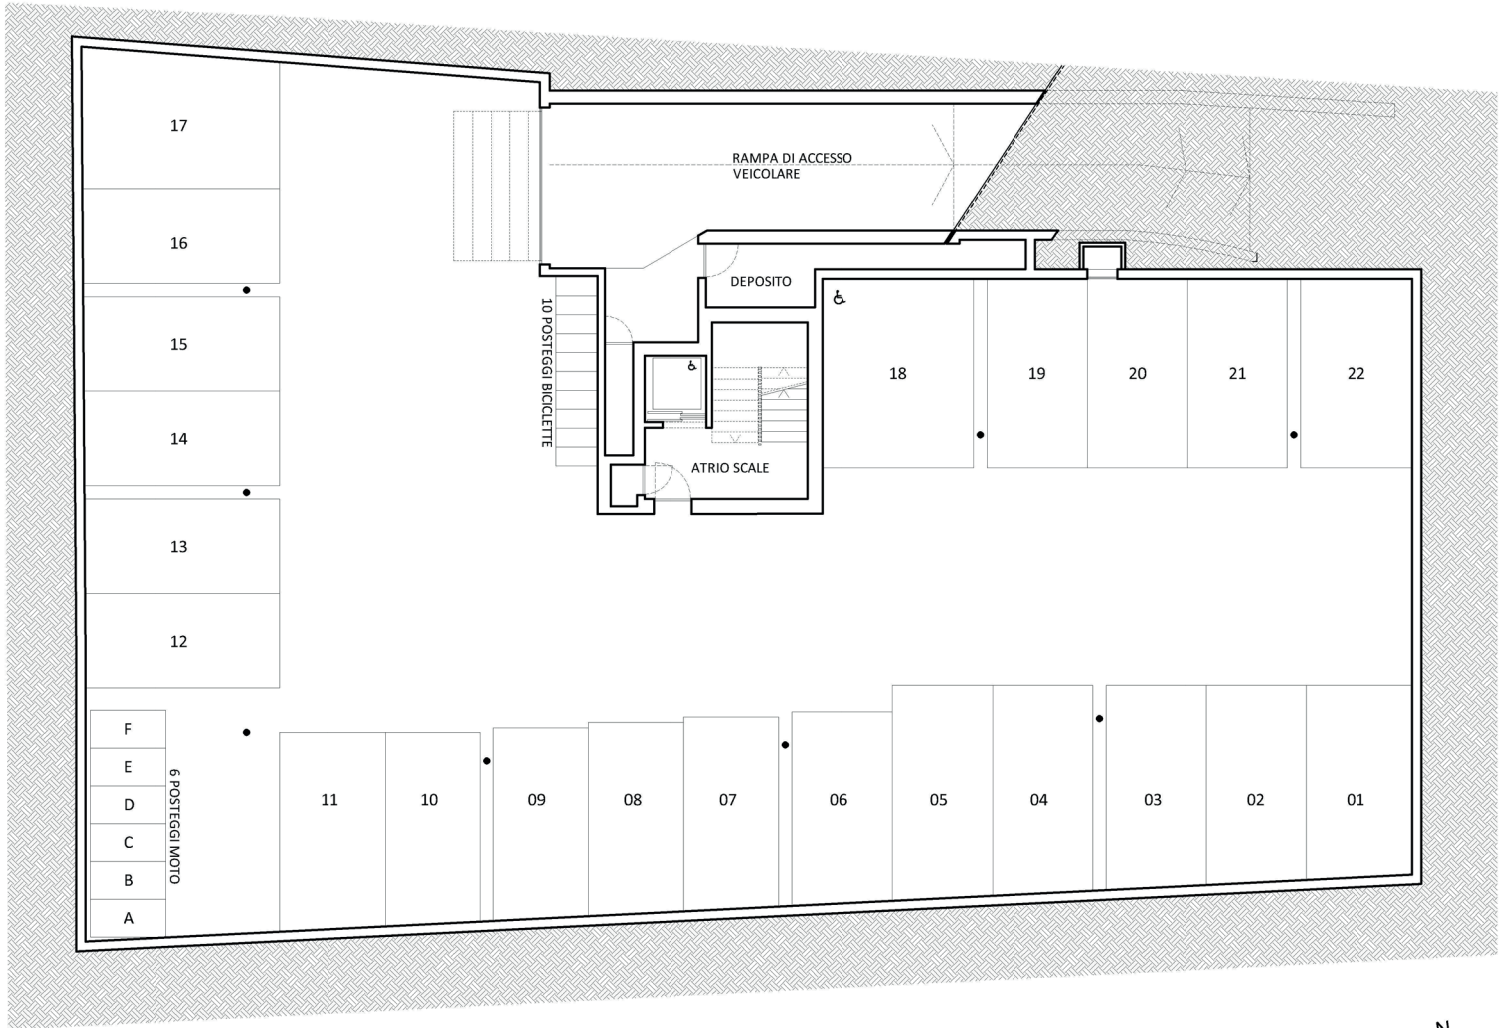 17
RAMPA DI ACCESSO
VEICOLARE
16
DEPOSITO
10 POSTEGGI BICICLETTE
15
18
19
20
21
22
14
ATRIO SCALE
13
12
F
E
D
C
B
A
6 POSTEGGI MOTO
11
10
09
08
07
06
05
04
03
02
01
N